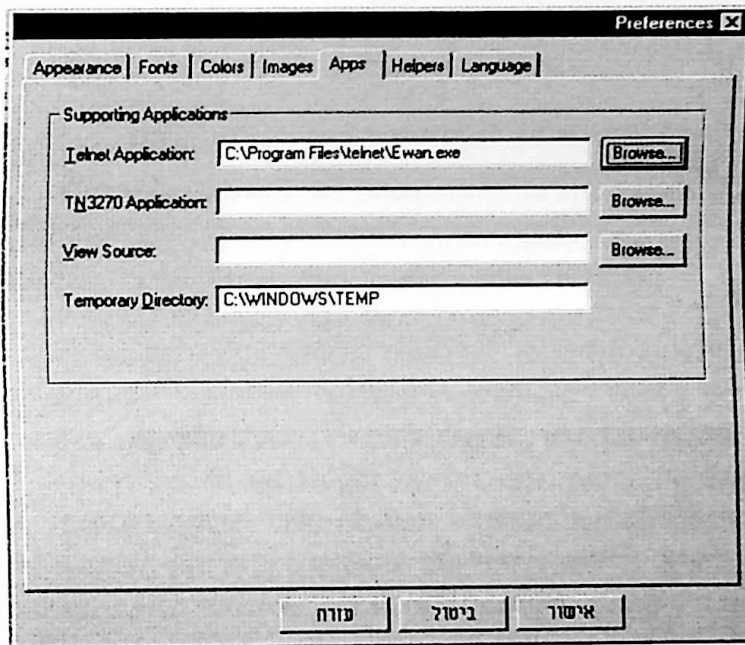 Preferences
Appearance Fonts Colors Images Apps Helpers Language
Supporting Applications
Telnet Application: C:\Program Files\telnet\Ewan.exe Browse...
TN3270 Application: Browse...
View Source: Browse...
Temporary Directory: C:\WINDOWS\TEMP
אישור ביטול עזרה